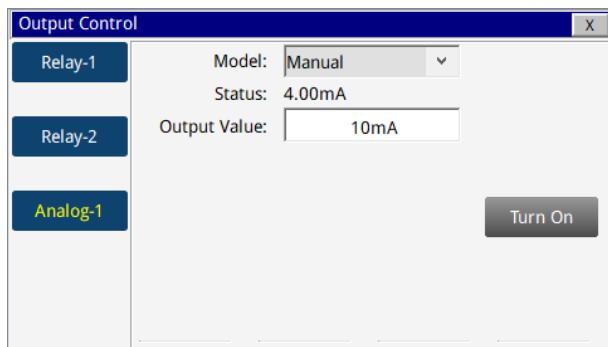 Output Control
X
Relay-1
Model: Manual
Status: 4.00mA
Output Value: 10mA
Relay-2
Analog-1
Turn On